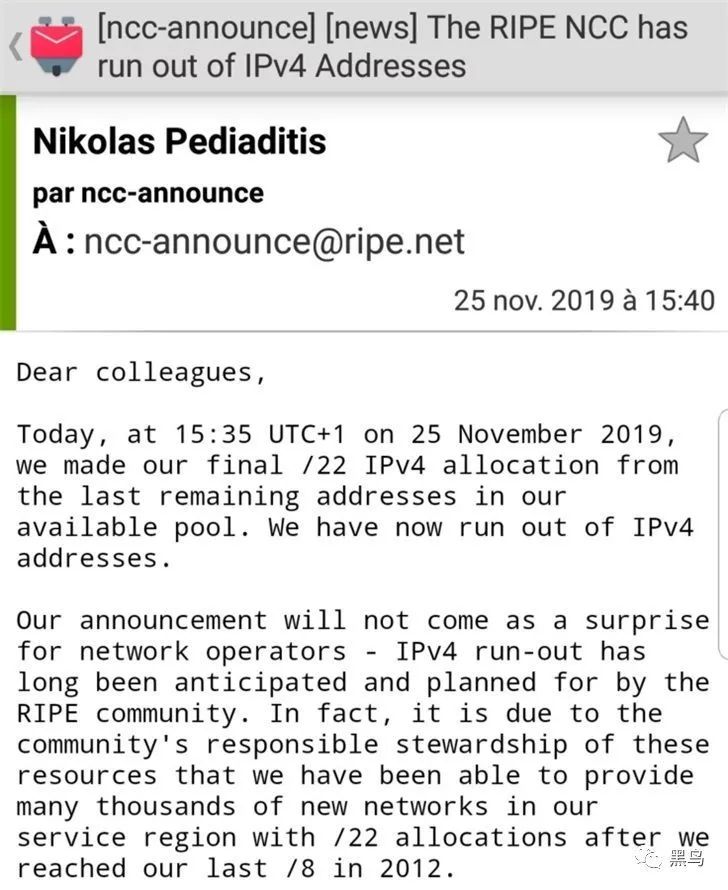 [ncc-announce] [news] The RIPE NCC has
run out of IPv4 Addresses
Nikolas Pediaditis
par ncc-announce
À : ncc-announce@ripe.net
25 nov. 2019 à 15:40
Dear colleagues,
Today, at 15:35 UTC+1 on 25 November 2019,
we made our final /22 IPv4 allocation from
the last remaining addresses in our
available pool. We have now run out of IPv4
addresses.
Our announcement will not come as a surprise
for network operators - IPv4 run-out has
long been anticipated and planned for by the
RIPE community. In fact, it is due to the
community's responsible stewardship of these
resources that we have been able to provide
many thousands of new networks in our
service region with /22 allocations after we
reached our last /8 in 2012.
黑鸟